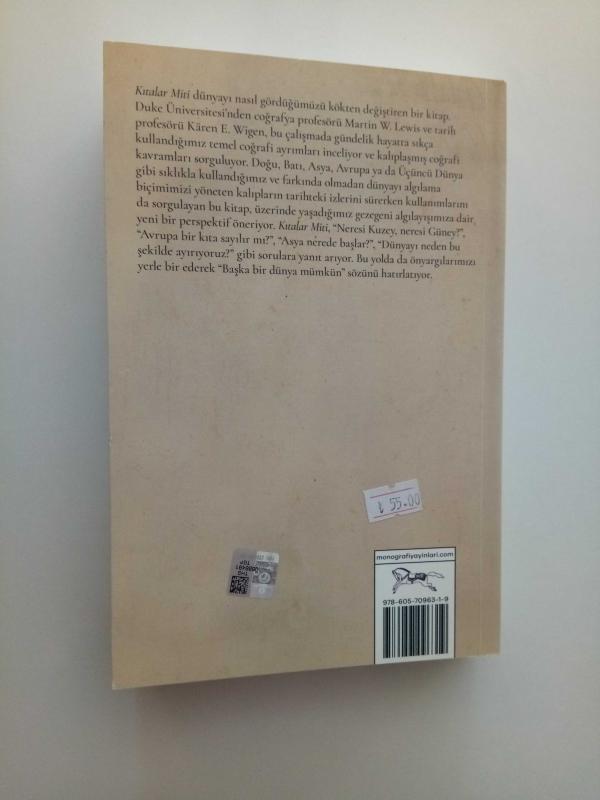 Kıtalar Miti dünyayı nasıl gördüğümüzü kökten değiştiren bir kitap.
Duke Üniversitesi'nden coğrafya profesörü Martin W. Lewis ve tarih
profesörü Kären E. Wigen, bu çalışmada gündelik hayatta sıkça
kullandığımız temel coğrafi ayrımları inceliyor ve kalıplaşmış coğrafi
kavramları sorguluyor. Doğu, Batı, Asya, Avrupa ya da Üçüncü Dünya
gibi sıklıkla kullandığımız ve farkında olmadan dünyayı algılama
biçimimizi yöneten kalıpların tarihteki izlerini sürerken kullanımlarını
da sorgulayan bu kitap, üzerinde yaşadığımız gezegeni algılayışımıza dair
yeni bir perspektif öneriyor. Kıtalar Miti, “Neresi Kuzey, neresi Güney?”,
“Avrupa bir kıta sayılır mı?”, “Asya nerede başlar?”, “Dünyayı neden bu
şekilde ayırıyoruz?” gibi sorulara yanıt arıyor. Bu yolda da önyargılarımızı
yerle bir ederek “Başka bir dünya mümkün” sözünü hatırlatıyor.
₺ 55.00
monografiyayinlari.com
978-605-70963-1-9